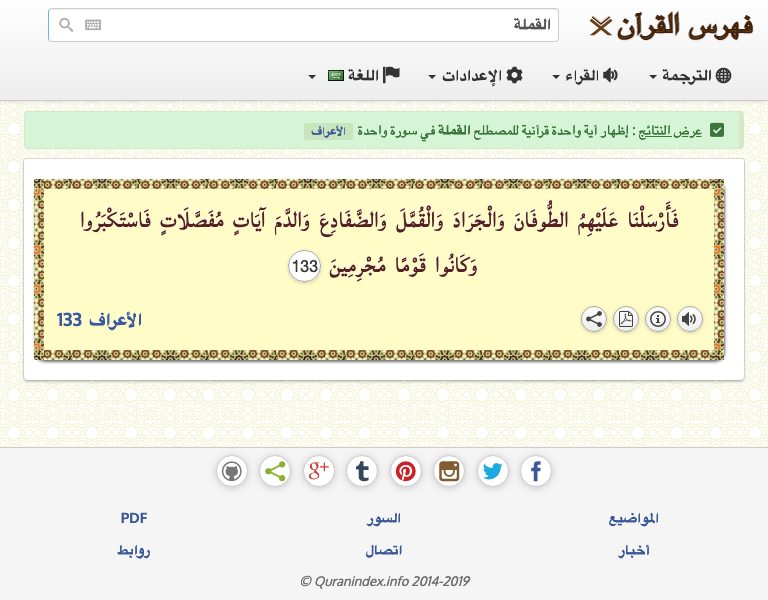 فهرس القرآن
القملة
الترجمة
القراء
الإعدادات
اللغة
عرض النتائج : إظهار آية واحدة قرآنية للمصطلح القملة في سورة واحدة الأعراف
فَأَرْسَلْنَا عَلَيْهِمُ الطُّوفَانَ وَالْجَرَادَ وَالْقُمَّلَ وَالضَّفَادِعَ وَالدَّمَ آيَاتٍ مُفَصَّلَاتٍ فَاسْتَكْبَرُوا
وَكَانُوا قَوْمًا مُجْرِمِينَ 133
الأعراف 133
المواضيع
السور
PDF
أخبار
اتصال
روابط
© Quranindex.info 2014-2019